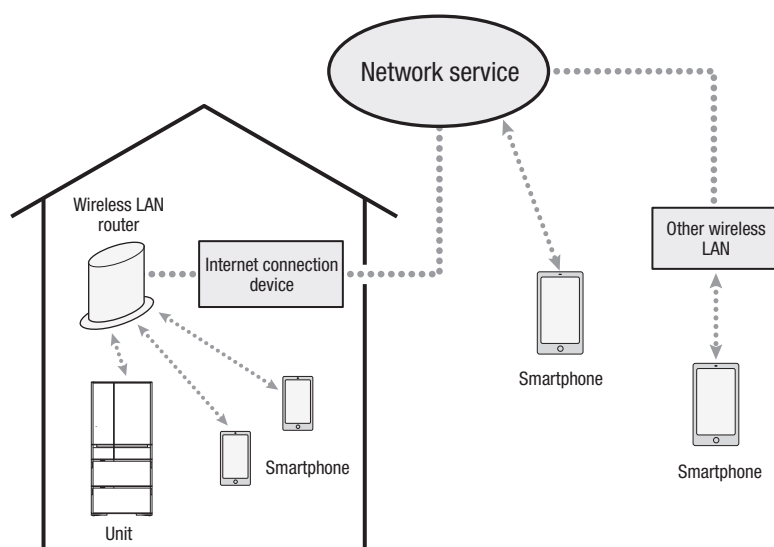 Network service
Wireless LAN
router
Internet connection
device
Other wireless
LAN
Smartphone
Smartphone
Smartphone
Unit